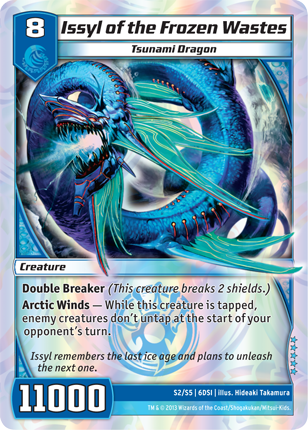 8
Issyl of the Frozen Wastes
Tsunami Dragon
Creature
Double Breaker (This creature breaks 2 shields.)
Arctic Winds — While this creature is tapped,
enemy creatures don't untap at the start of your
opponent's turn.
Issyl remembers the last ice age and plans to unleash
the next one.
11000
S2/S5 | 6DSI | illus. Hideaki Takamura
TM & © 2013 Wizards of the Coast/Shogakukan/Mitsui-Kids.